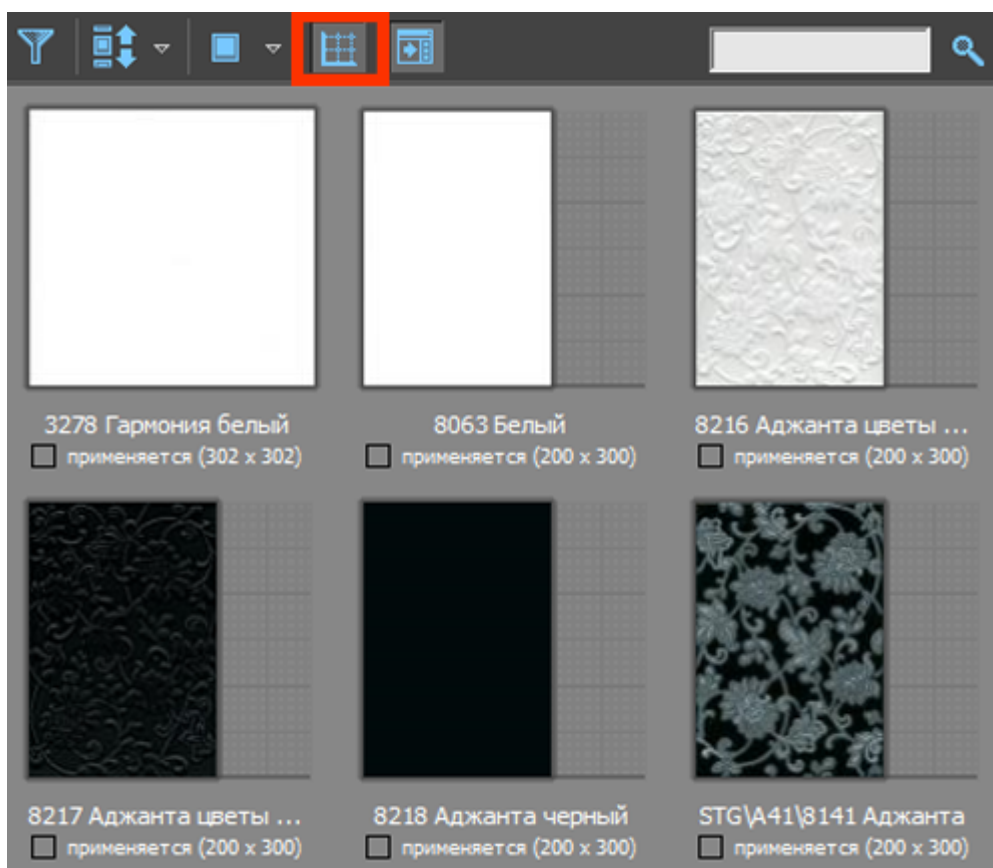 3278 Гармония белый
применяется (302 x 302)
8063 Белый
применяется (200 x 300)
8216 Аджанта цветы ...
применяется (200 x 300)
8217 Аджанта цветы ...
применяется (200 x 300)
8218 Аджанта черный
применяется (200 x 300)
STG\A41\8141 Аджанта
применяется (200 x 300)